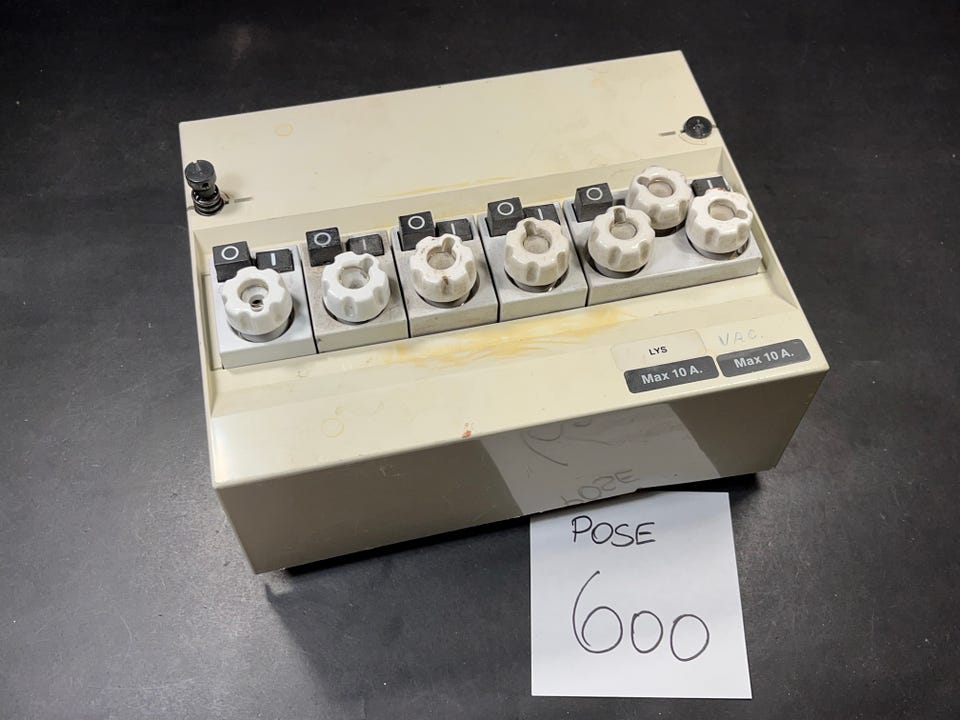 O I O I O I O I O I
LYS
V.A.C.
Max 10 A.
Max 10 A.
POSE
600